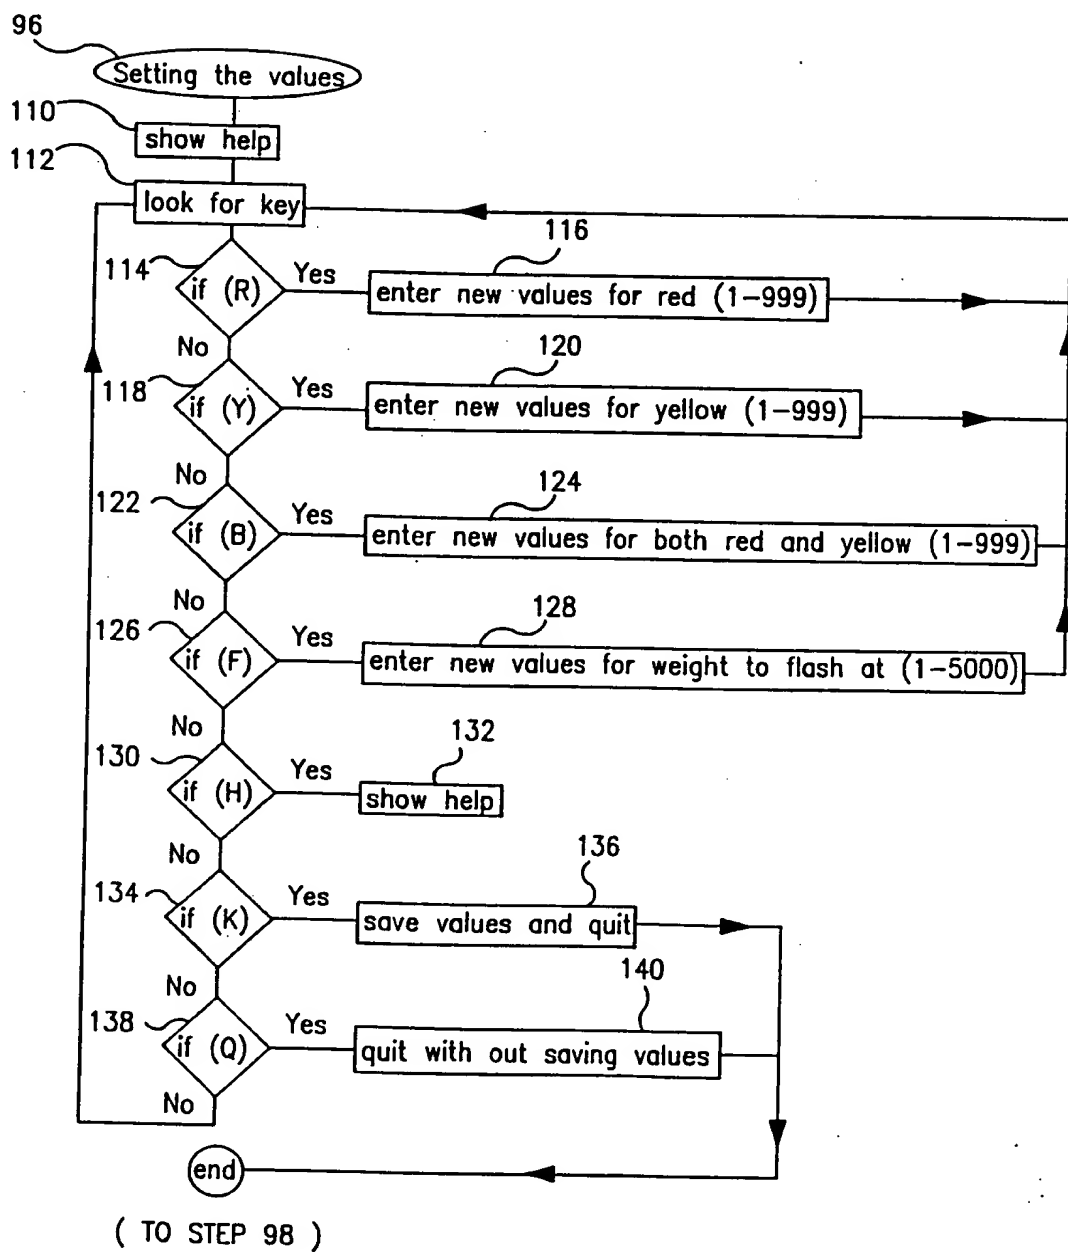 96
Setting the values
110
show help
112
look for key
114
if (R)
Yes
116
enter new values for red (1-999)
No
118
if (Y)
Yes
120
enter new values for yellow (1-999)
No
122
if (B)
Yes
124
enter new values for both red and yellow (1-999)
No
126
if (F)
Yes
128
enter new values for weight to flash at (1-5000)
No
130
if (H)
Yes
132
show help
No
134
if (K)
Yes
136
save values and quit
No
138
if (Q)
Yes
140
quit with out saving values
No
end
( TO STEP 98 )